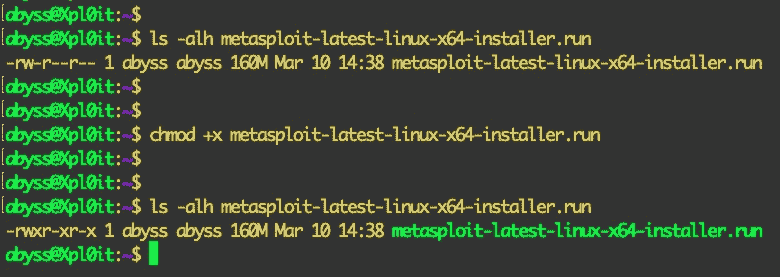 abyss@Xpl0it:~$
abyss@Xpl0it:~$ ls -alh metasploit-latest-linux-x64-installer.run
-rw-r--r-- 1 abyss abyss 160M Mar 10 14:38 metasploit-latest-linux-x64-installer.run
abyss@Xpl0it:~$
abyss@Xpl0it:~$
abyss@Xpl0it:~$ chmod +x metasploit-latest-linux-x64-installer.run
abyss@Xpl0it:~$
abyss@Xpl0it:~$
abyss@Xpl0it:~$ ls -alh metasploit-latest-linux-x64-installer.run
-rwxr-xr-x 1 abyss abyss 160M Mar 10 14:38 metasploit-latest-linux-x64-installer.run
abyss@Xpl0it:~$